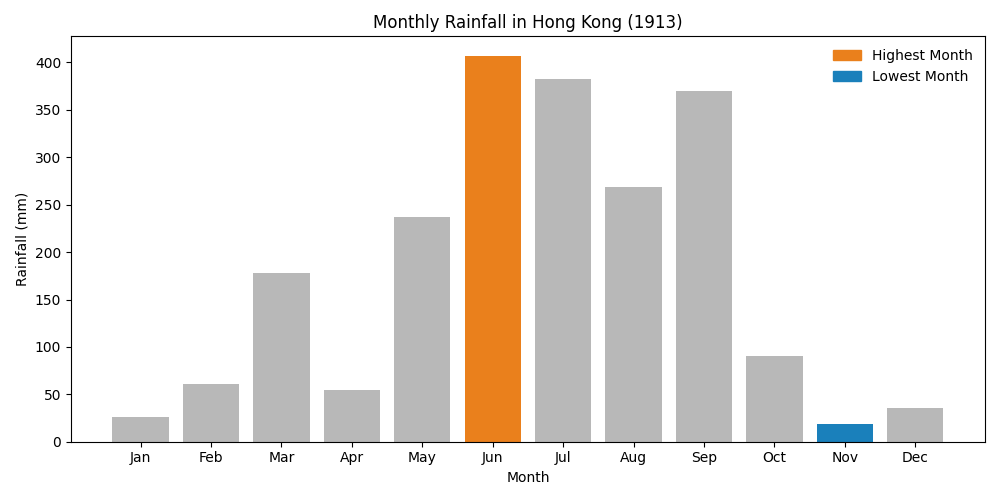 Monthly Rainfall in Hong Kong (1913)
Highest Month
Lowest Month
Rainfall (mm)
400
350
300
250
200
150
100
50
0
Jan Feb Mar Apr May Jun Jul Aug Sep Oct Nov Dec
Month